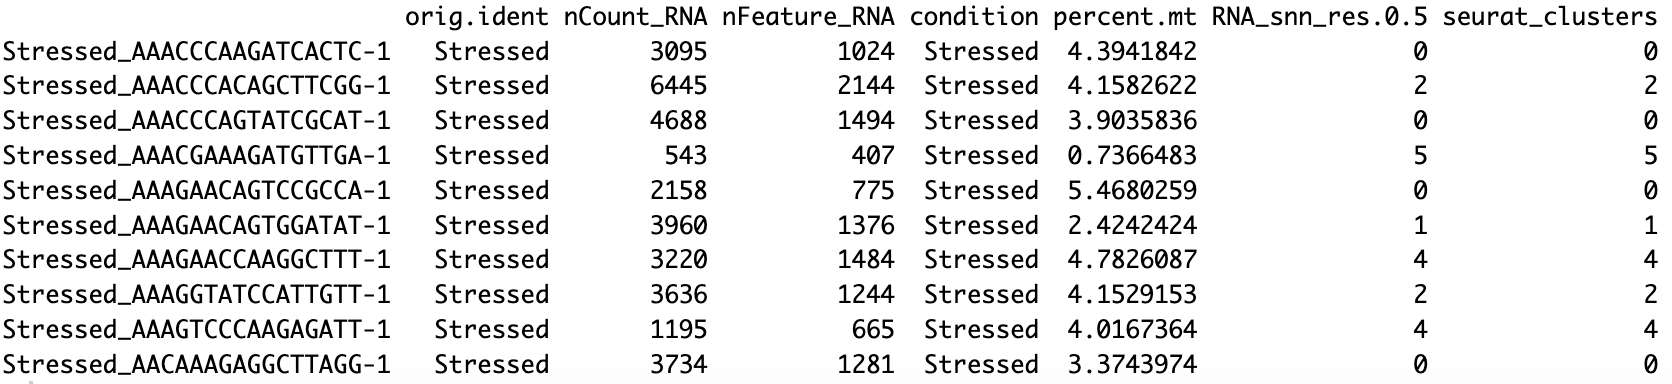 orig.ident nCount_RNA nFeature_RNA condition percent.mt RNA_snn_res.0.5 seurat_clusters
Stressed_AAACCCAAGATCACTC-1 Stressed 3095 1024 Stressed 4.3941842 0 0
Stressed_AAACCCACAGCTTCGG-1 Stressed 6445 2144 Stressed 4.1582622 2 2
Stressed_AAACCCAGTATCGCAT-1 Stressed 4688 1494 Stressed 3.9035836 0 0
Stressed_AAACGAAAGATGTTGA-1 Stressed 543 407 Stressed 0.7366483 5 5
Stressed_AAAGAACAGTCCGCCA-1 Stressed 2158 775 Stressed 5.4680259 0 0
Stressed_AAAGAACAGTGGATAT-1 Stressed 3960 1376 Stressed 2.4242424 1 1
Stressed_AAAGAACCAAGGCTTT-1 Stressed 3220 1484 Stressed 4.7826087 4 4
Stressed_AAAGGTATCCATTGTT-1 Stressed 3636 1244 Stressed 4.1529153 2 2
Stressed_AAAGTCCCAAGAGATT-1 Stressed 1195 665 Stressed 4.0167364 4 4
Stressed_AACAAAGAGGCTTAGG-1 Stressed 3734 1281 Stressed 3.3743974 0 0